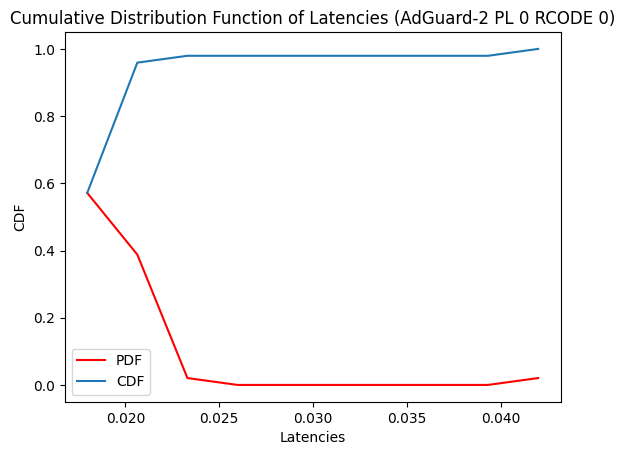 Cumulative Distribution Function of Latencies (AdGuard-2 PL 0 RCODE 0)
1.0
0.8
0.6
0.4
0.2
0.0
CDF
PDF
CDF
0.020
0.025
0.030
0.035
0.040
Latencies